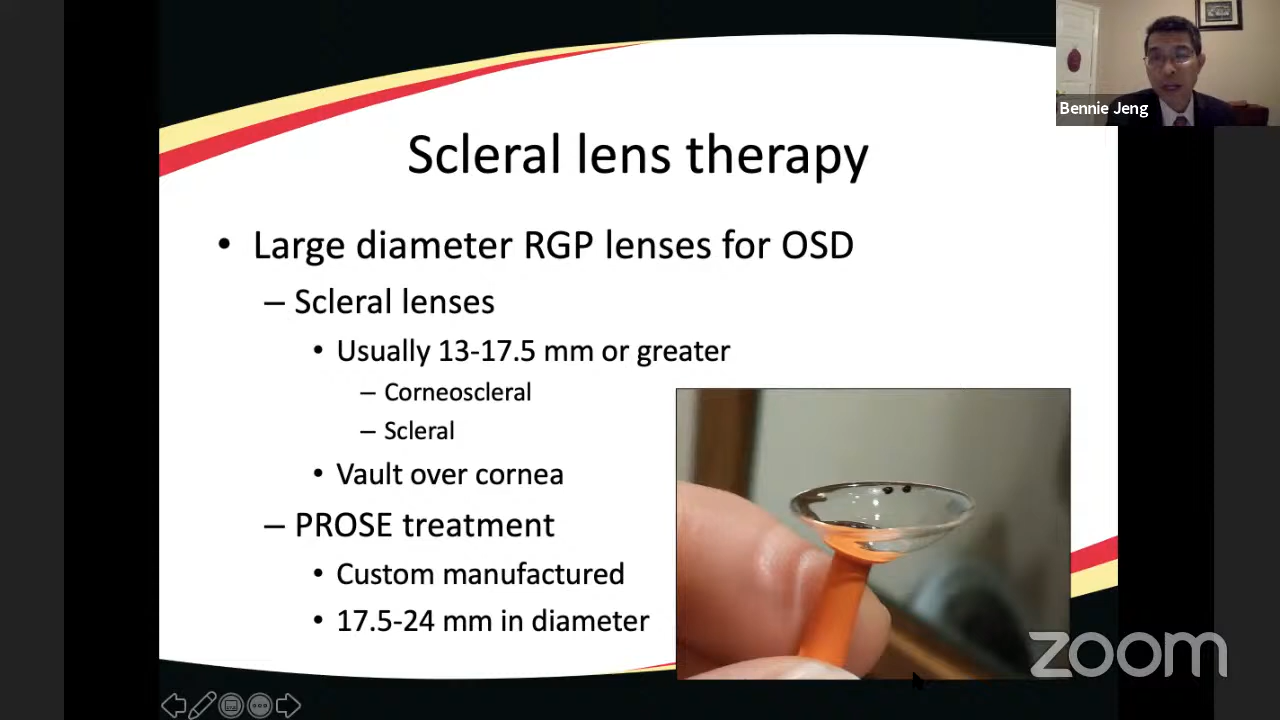 Bennie Jeng
Scleral lens therapy
• Large diameter RGP lenses for OSD
– Scleral lenses
• Usually 13-17.5 mm or greater
– Corneoscleral
– Scleral
• Vault over cornea
– PROSE treatment
• Custom manufactured
• 17.5-24 mm in diameter
zoom